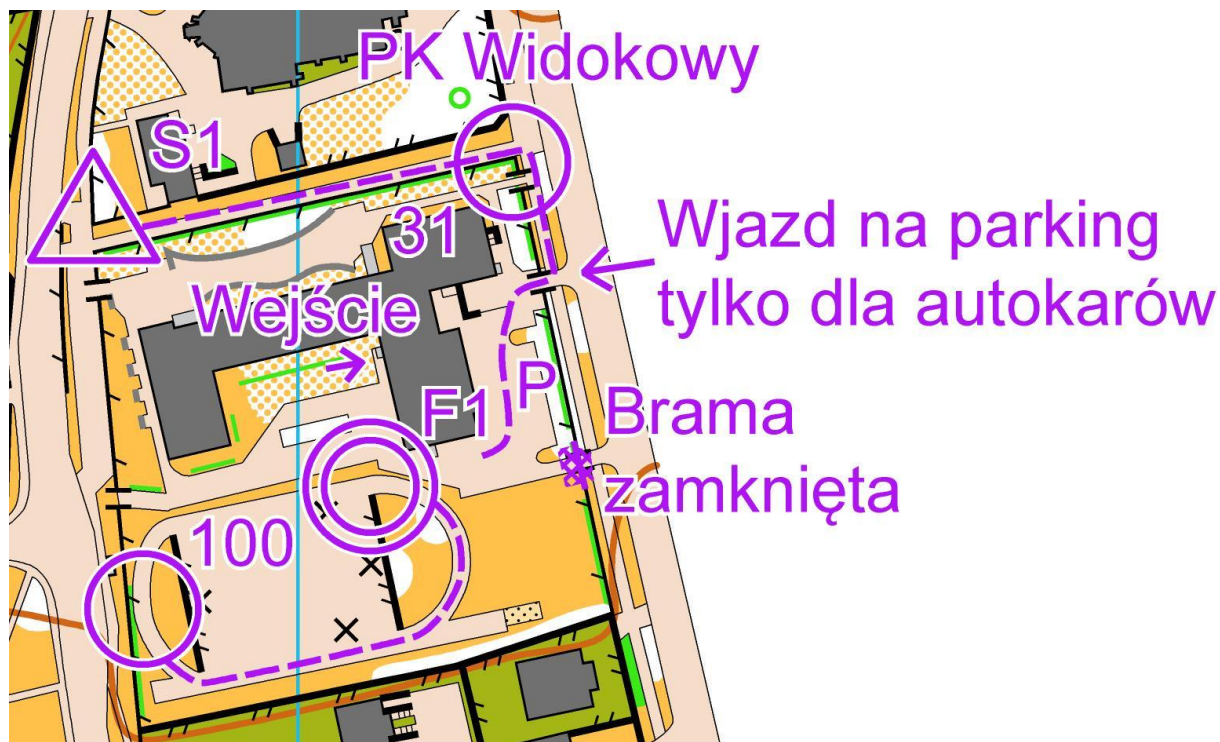 PK Widokowy
S1
31
Wjazd na parking
tylko dla autokarów
Wejście
F1
P
Brama
zamknięta
100